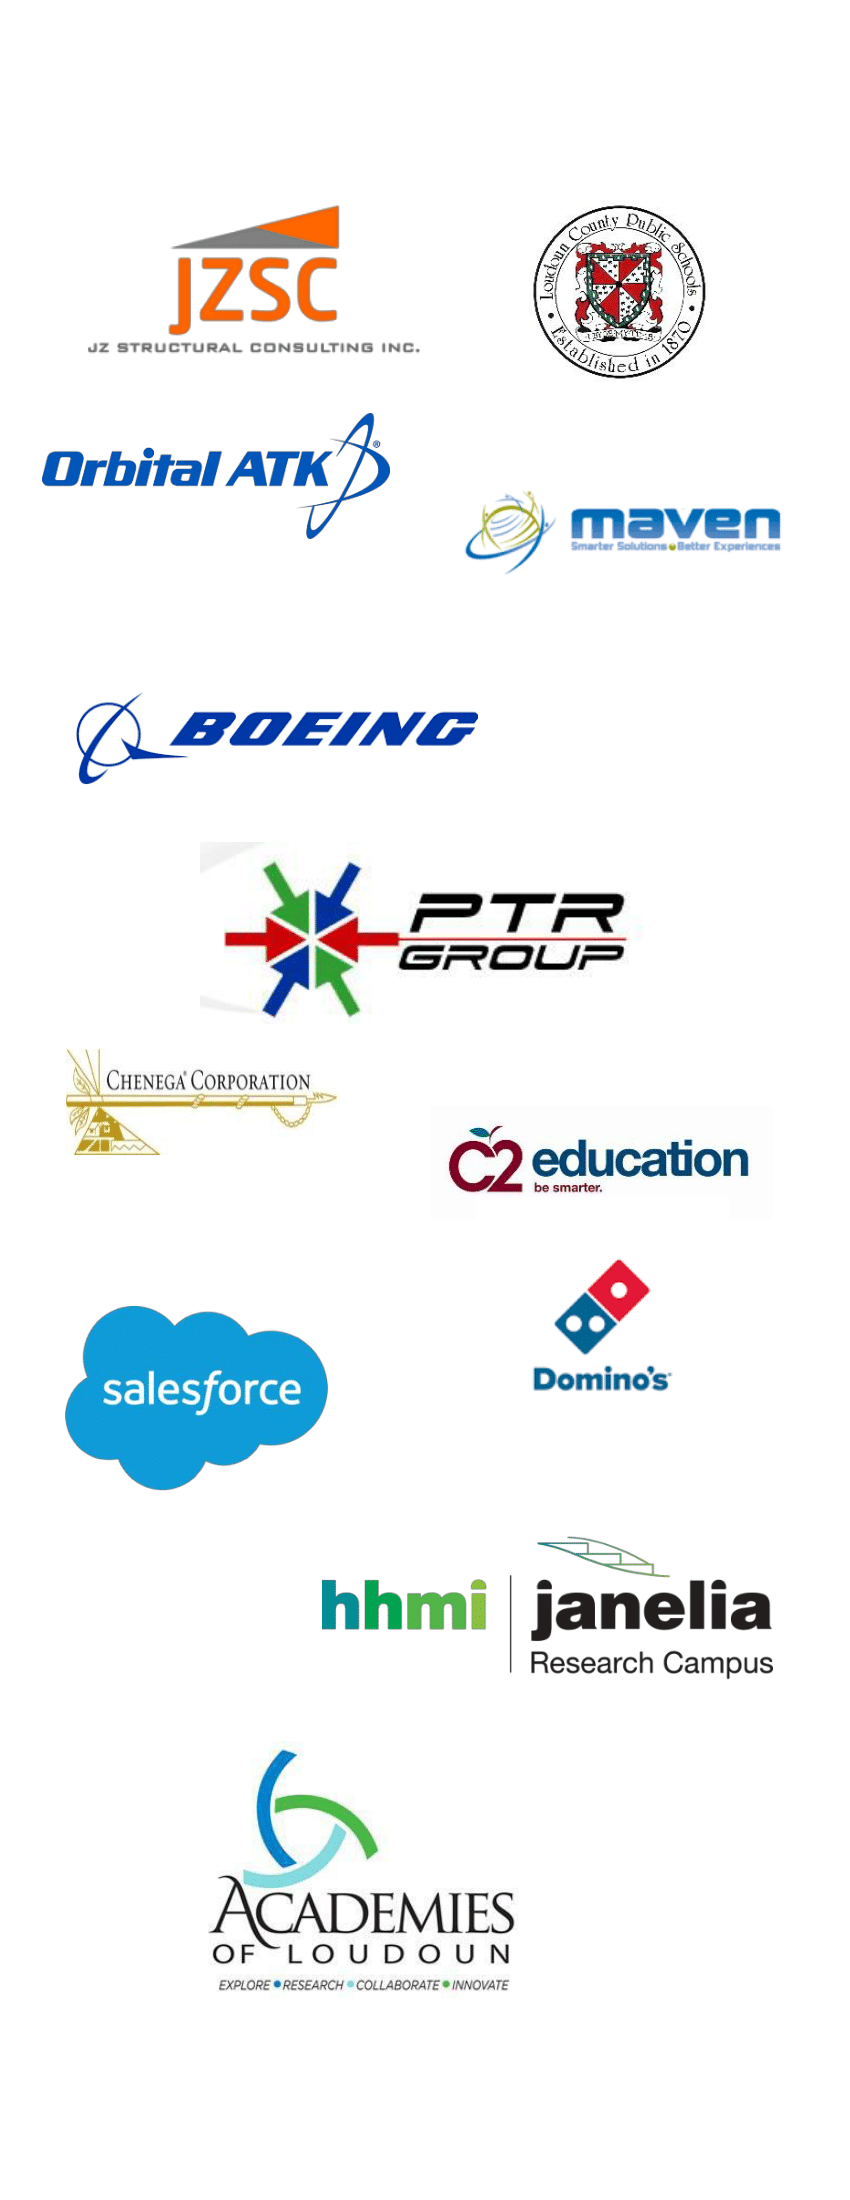 JZSC
JZ STRUCTURAL CONSULTING INC.
Loudoun County Public Schools
Established in 1870
Orbital ATK®
maven
Smarter Solutions Better Experiences
BOEING
PTR
GROUP
CHENEGA® CORPORATION
C2 education
be smarter.
salesforce
Domino's
hhmi janelia
Research Campus
ACADEMIES
OF LOUDOUN
EXPLORE • RESEARCH • COLLABORATE • INNOVATE